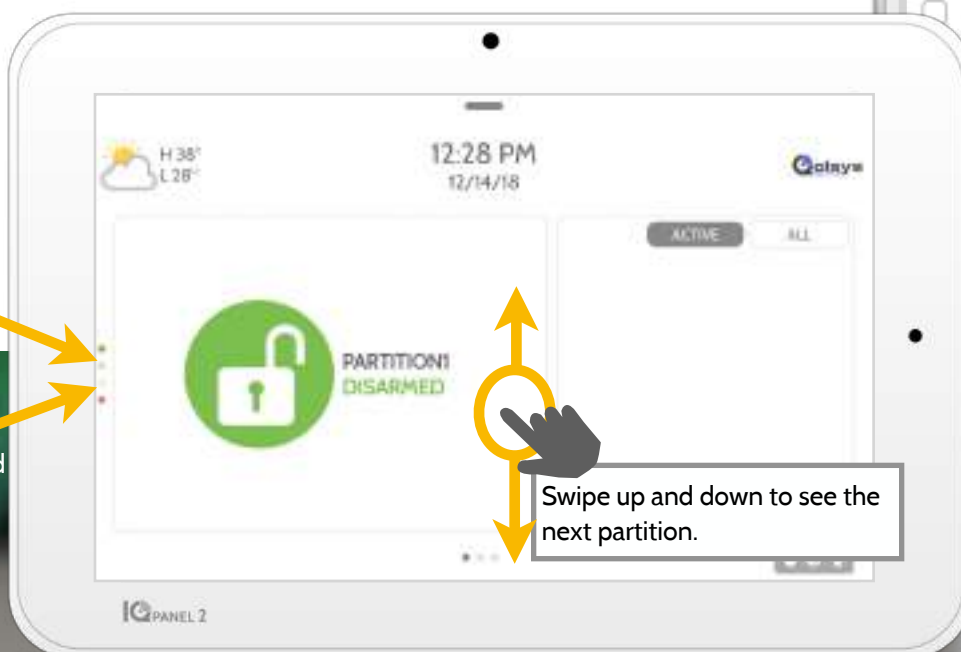 H 38°
L 28°
12:28 PM
12/14/18
Qolsys
ACTIVE
ALL
PARTITION1
DISARMED
Swipe up and down to see the
next partition.
IQ PANEL 2